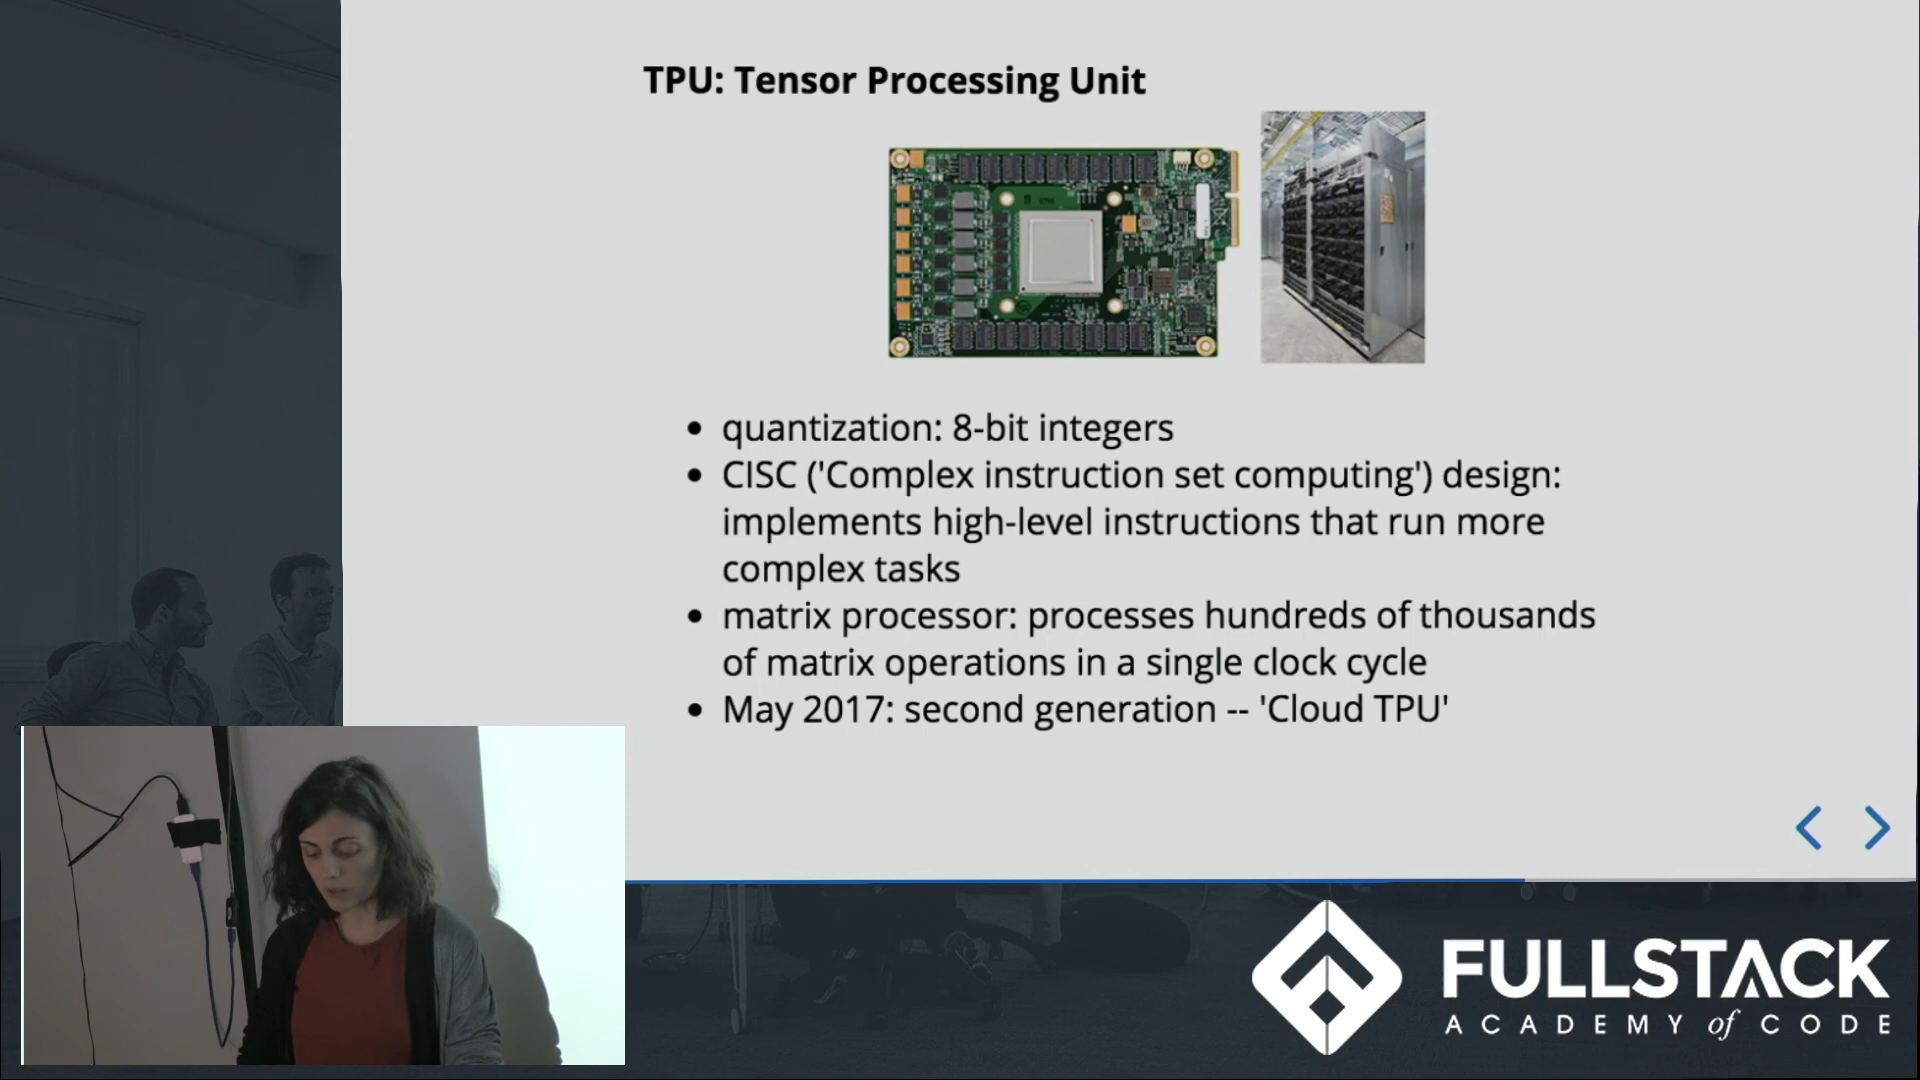 TPU: Tensor Processing Unit
• quantization: 8-bit integers
• CISC ('Complex instruction set computing') design:
implements high-level instructions that run more
complex tasks
• matrix processor: processes hundreds of thousands
of matrix operations in a single clock cycle
• May 2017: second generation -- 'Cloud TPU'
FULLSTACK
ACADEMY of CODE